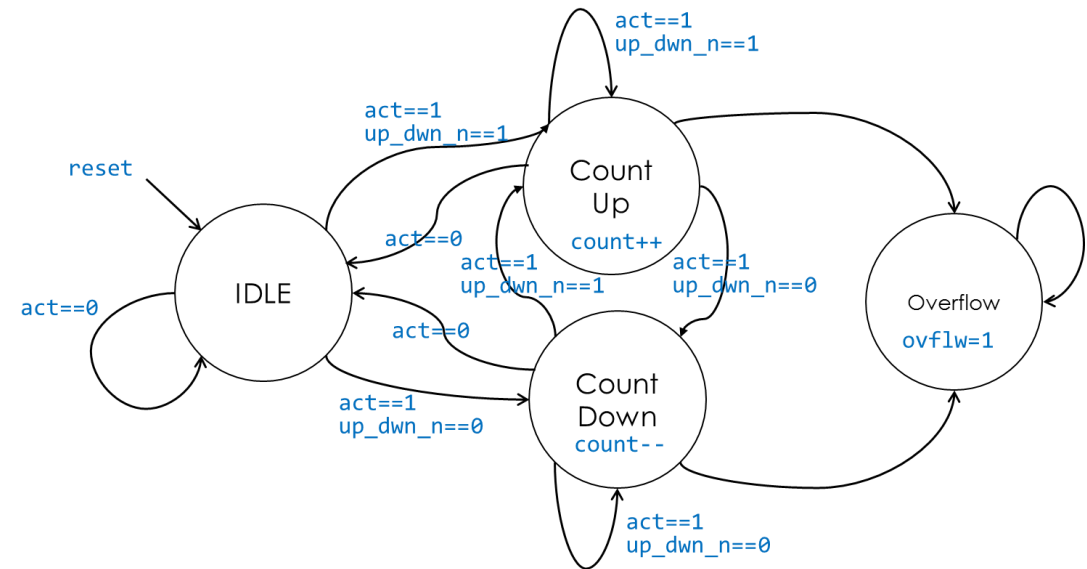 act==1
up_dwn_n==1
act==1
up_dwn_n==1
reset
Count
Up
count++
act==0
act==1
up_dwn_n==1
act==1
up_dwn_n==0
IDLE
act==0
act==0
Overflow
ovflw=1
Count
Down
count--
act==1
up_dwn_n==0
act==1
up_dwn_n==0